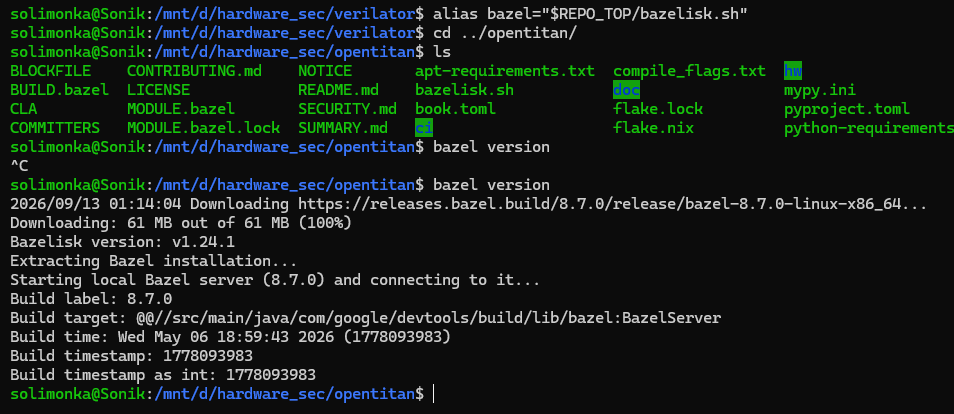 solimonka@Sonik:/mnt/d/hardware_sec/verilator$ alias bazel="$REPO_TOP/bazelisk.sh"
solimonka@Sonik:/mnt/d/hardware_sec/verilator$ cd ../opentitan/
solimonka@Sonik:/mnt/d/hardware_sec/opentitan$ ls
BLOCKFILE    CONTRIBUTING.md    NOTICE       apt-requirements.txt  compile_flags.txt  hw
BUILD.bazel  LICENSE            README.md    bazelisk.sh           doc                mypy.ini
CLA          MODULE.bazel       SECURITY.md  book.toml             flake.lock         pyproject.toml
COMMITTERS   MODULE.bazel.lock  SUMMARY.md   ci                    flake.nix          python-requirements
solimonka@Sonik:/mnt/d/hardware_sec/opentitan$ bazel version
^C
solimonka@Sonik:/mnt/d/hardware_sec/opentitan$ bazel version
2026/09/13 01:14:04 Downloading https://releases.bazel.build/8.7.0/release/bazel-8.7.0-linux-x86_64...
Downloading: 61 MB out of 61 MB (100%)
Bazelisk version: v1.24.1
Extracting Bazel installation...
Starting local Bazel server (8.7.0) and connecting to it...
Build label: 8.7.0
Build target: @@//src/main/java/com/google/devtools/build/lib/bazel:BazelServer
Build time: Wed May 06 18:59:43 2026 (1778093983)
Build timestamp: 1778093983
Build timestamp as int: 1778093983
solimonka@Sonik:/mnt/d/hardware_sec/opentitan$